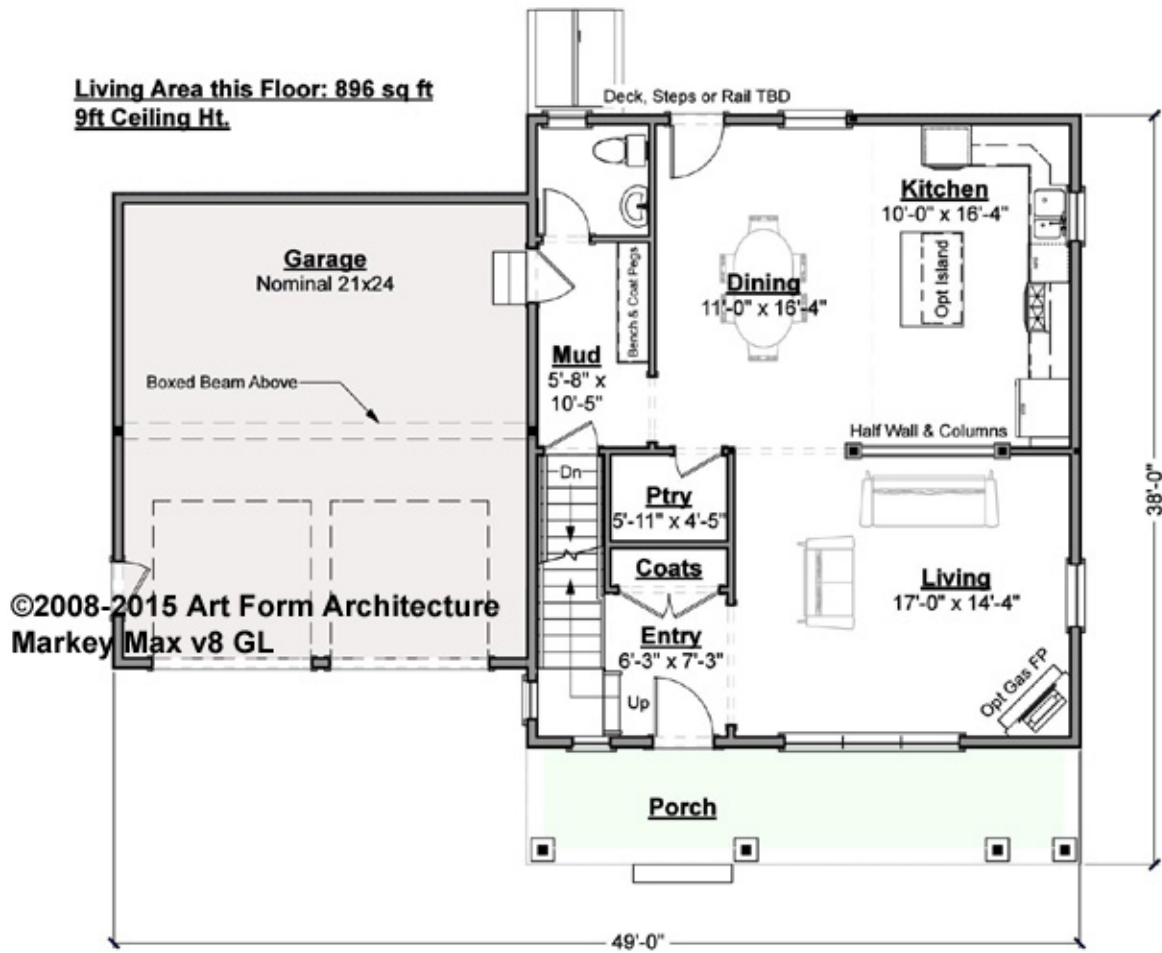 Living Area this Floor: 896 sq ft
9ft Ceiling Ht.
Deck, Steps or Rail TBD
Kitchen
10'-0" x 16'-4"
Garage
Nominal 21x24
Bench & Coat Pegs
Opt Island
Dining
11'-0" x 16'-4"
Mud
5'-8" x
10'-5"
Boxed Beam Above
Half Wall & Columns
Dn
Ptry
5'-11" x 4'-5"
38'-0"
Coats
Living
17'-0" x 14'-4"
©2008-2015 Art Form Architecture
Markey Max v8 GL
Entry
6'-3" x 7'-3"
Opt Gas FP
Up
Porch
49'-0"